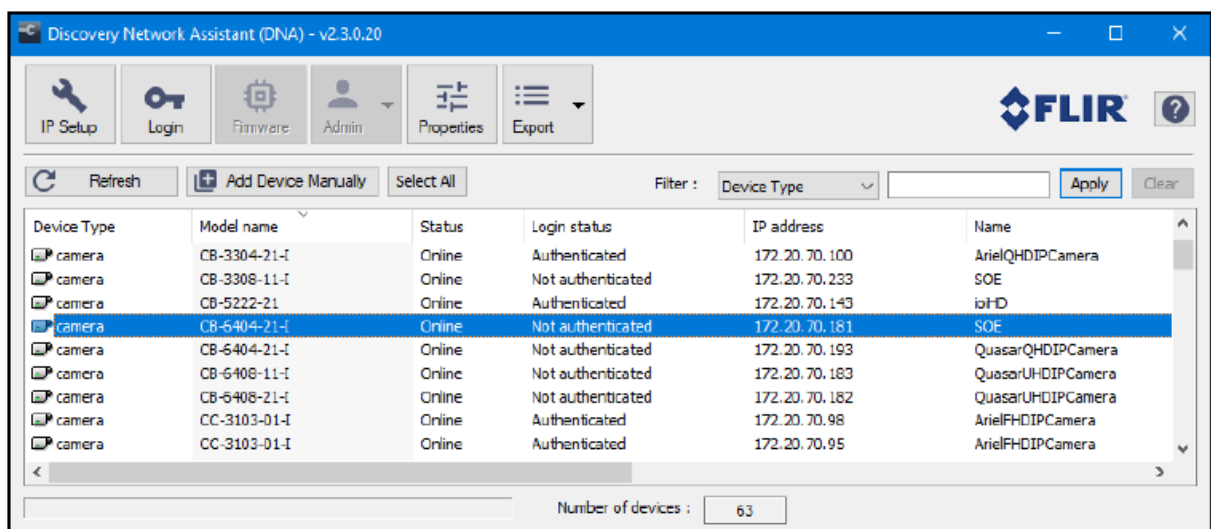 Discovery Network Assistant (DNA) - v2.3.0.20
IP Setup Login Firmware Admin Properties Export FLIR ?
Refresh Add Device Manually Select All Filter : Device Type Apply Clear
Device Type Model name Status Login status IP address Name
camera CB-3304-21-I Online Authenticated 172.20.70.100 ArielQHDIPCamera
camera CB-3308-11-I Online Not authenticated 172.20.70.233 SOE
camera CB-5222-21 Online Authenticated 172.20.70.143 ioiHD
camera CB-6404-21-I Online Not authenticated 172.20.70.181 SOE
camera CB-6404-21-I Online Not authenticated 172.20.70.193 QuasarQHDIPCamera
camera CB-6408-11-I Online Not authenticated 172.20.70.183 QuasarUHDIPCamera
camera CB-6408-21-I Online Not authenticated 172.20.70.182 QuasarUHDIPCamera
camera CC-3103-01-I Online Authenticated 172.20.70.98 ArielFHDIPCamera
camera CC-3103-01-I Online Authenticated 172.20.70.95 ArielFHDIPCamera
Number of devices : 63